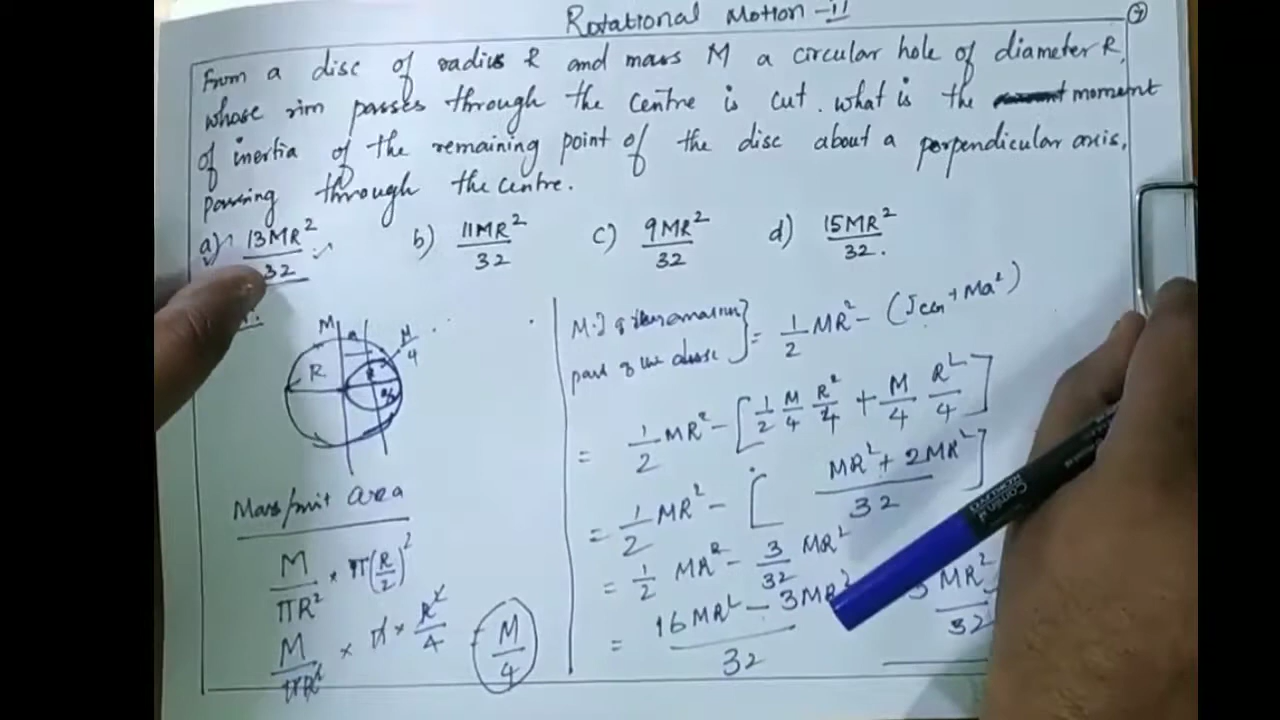 Rotational Motion - II
7
From a disc of radius R and mass M a circular hole of diameter R,
whose rim passes through the centre is cut. what is the moment
of inertia of the remaining point of the disc about a perpendicular axis,
passing through the centre.
a) 13MR²/32 b) 11MR²/32 c) 9MR²/32 d) 15MR²/32.
M a M/4
R
M.I of the remaining part of the disc = 1/2 MR² - (Icm + Ma²)
= 1/2 MR² - [1/2 M/4 R²/4 + M/4 R²/4]
= 1/2 MR² - [MR² + 2MR²/32]
= 1/2 MR² - 3/32 MR²
= 16MR² - 3MR²/32 3MR²/32
Mass/unit area
M/πR² * π(R/2)²
M/πR² * π * R²/4 M/4